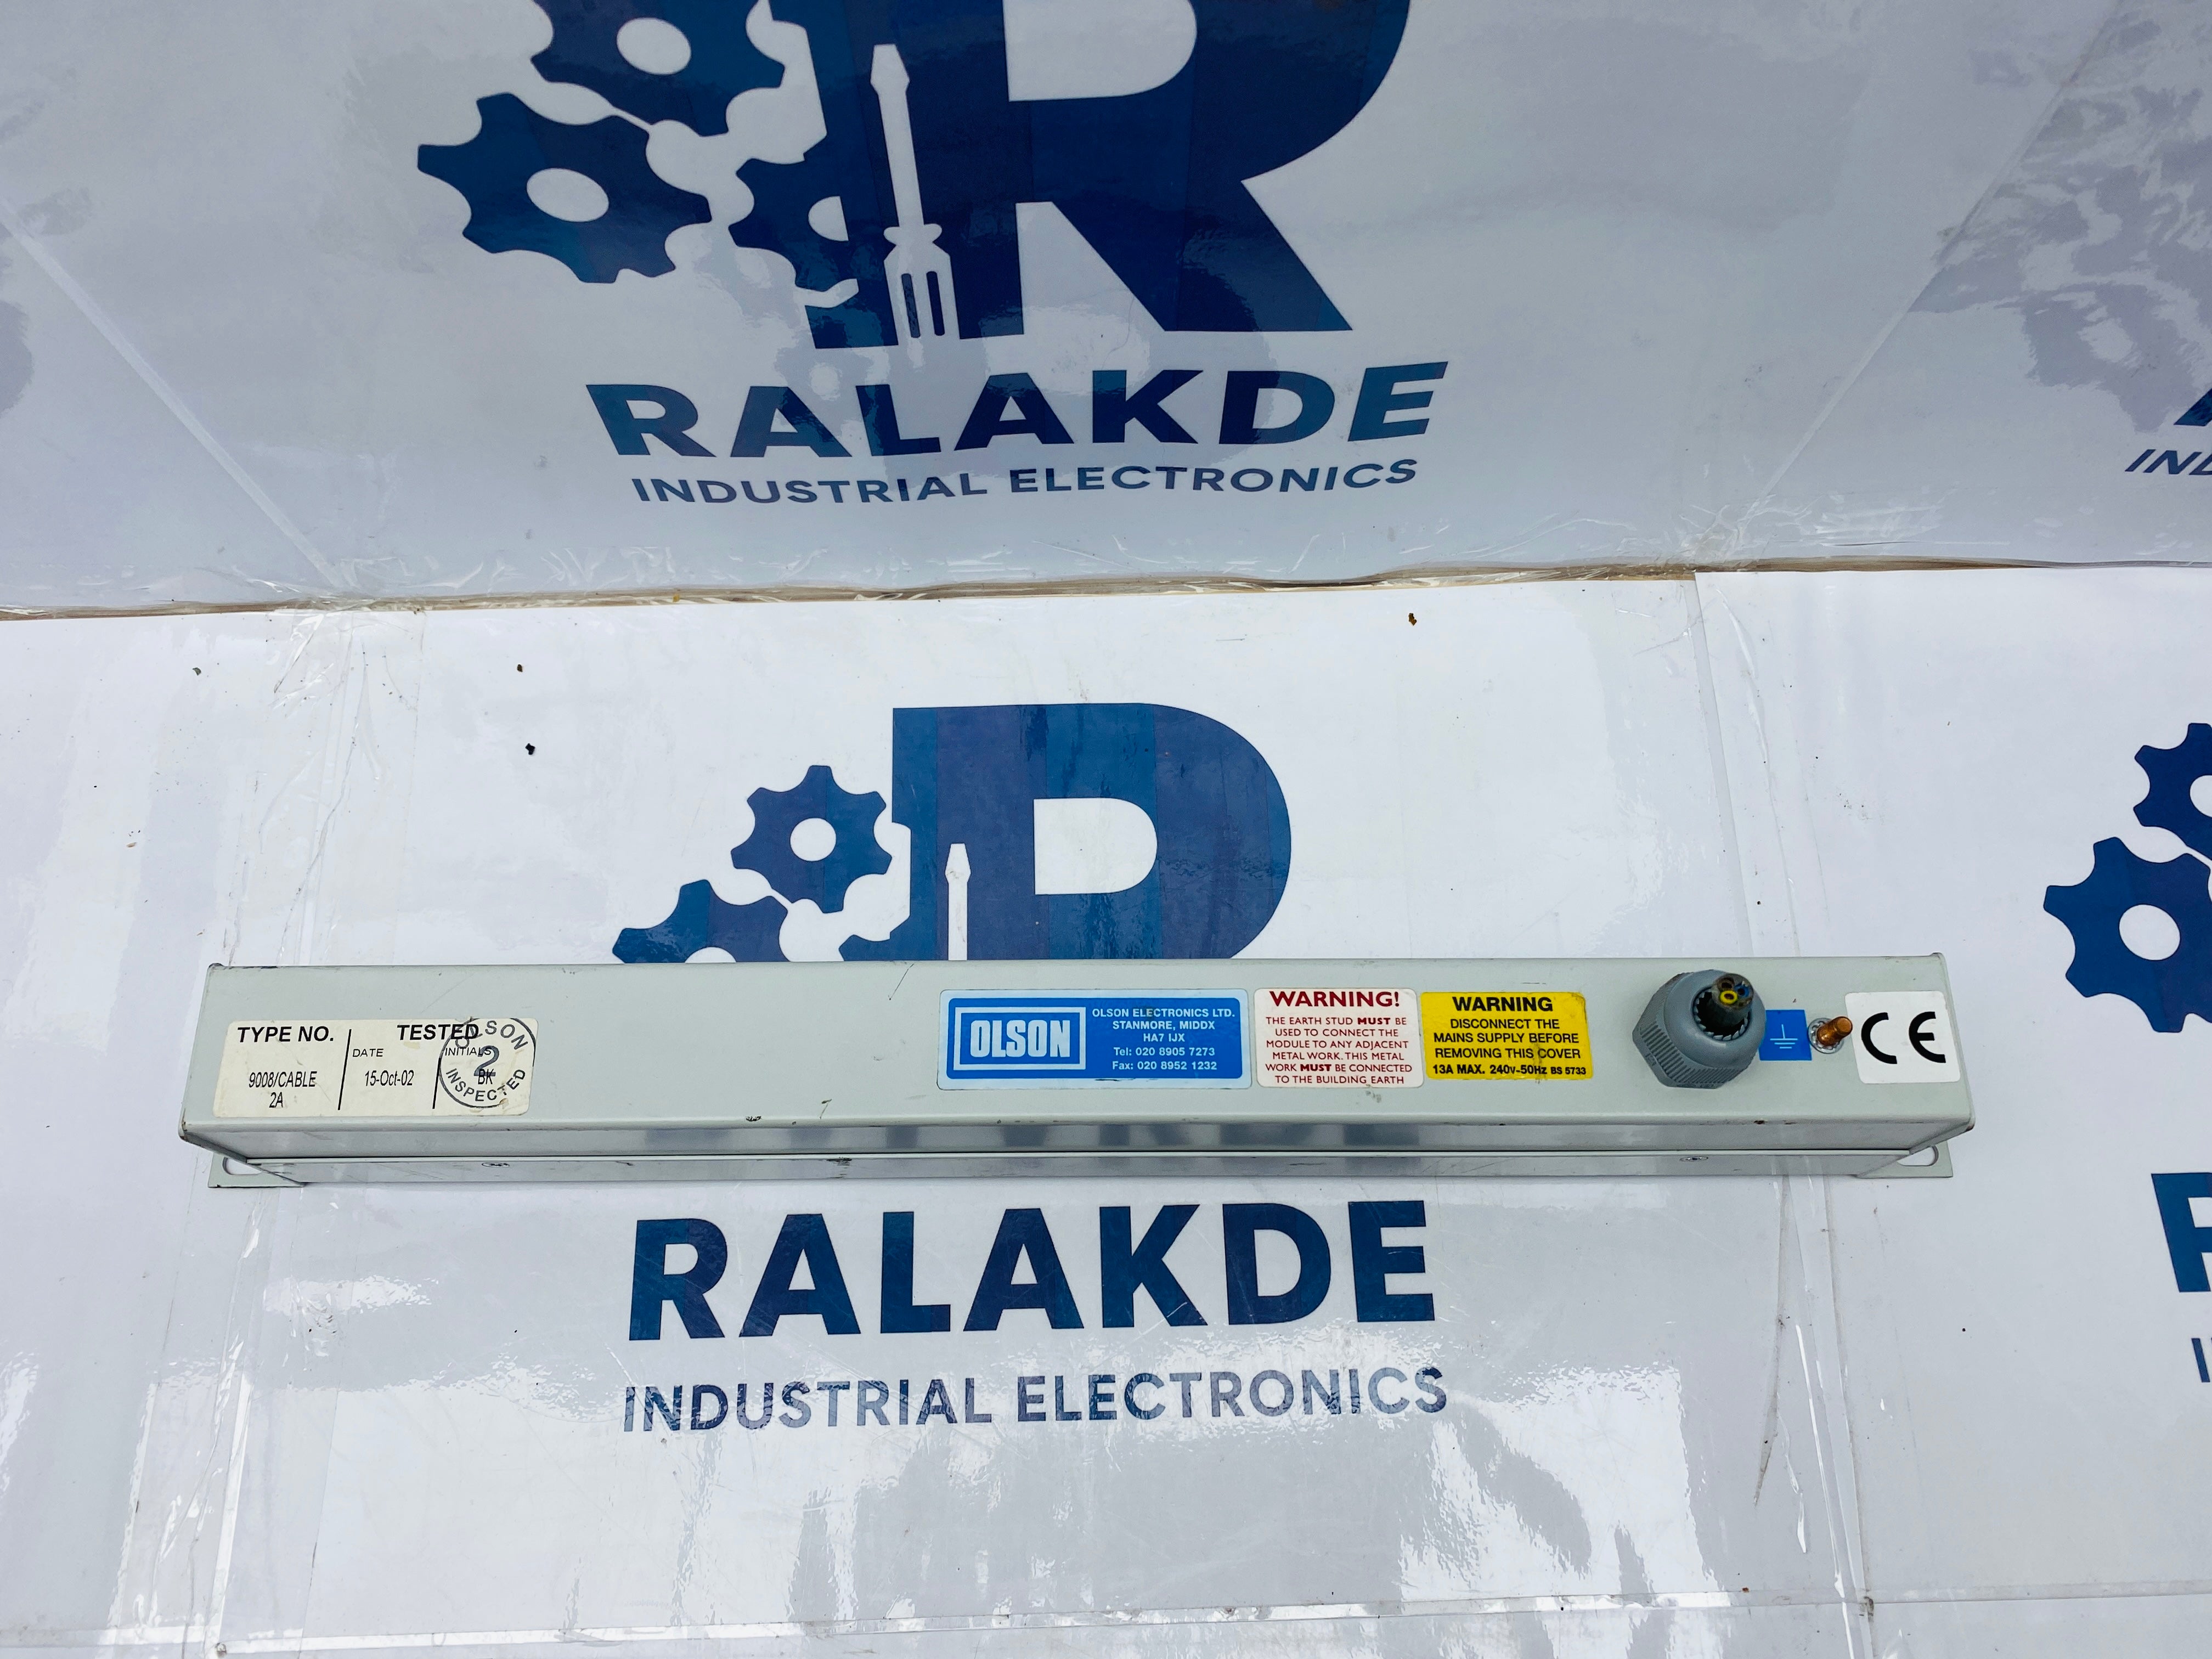 RALAKDE
INDUSTRIAL ELECTRONICS
TYPE NO.
9008/CABLE
2A
TESTED
DATE
15-Oct-02
INITIALS
BK
OLSON
2
INSPECTED
OLSON
OLSON ELECTRONICS LTD.
STANMORE, MIDDX
HA7 IJX
Tel: 020 8905 7273
Fax: 020 8952 1232
WARNING!
THE EARTH STUD MUST BE
USED TO CONNECT THE
MODULE TO ANY ADJACENT
METAL WORK. THIS METAL
WORK MUST BE CONNECTED
TO THE BUILDING EARTH
WARNING
DISCONNECT THE
MAINS SUPPLY BEFORE
REMOVING THIS COVER
13A MAX. 240v-50Hz BS 5733
CE
RALAKDE
INDUSTRIAL ELECTRONICS